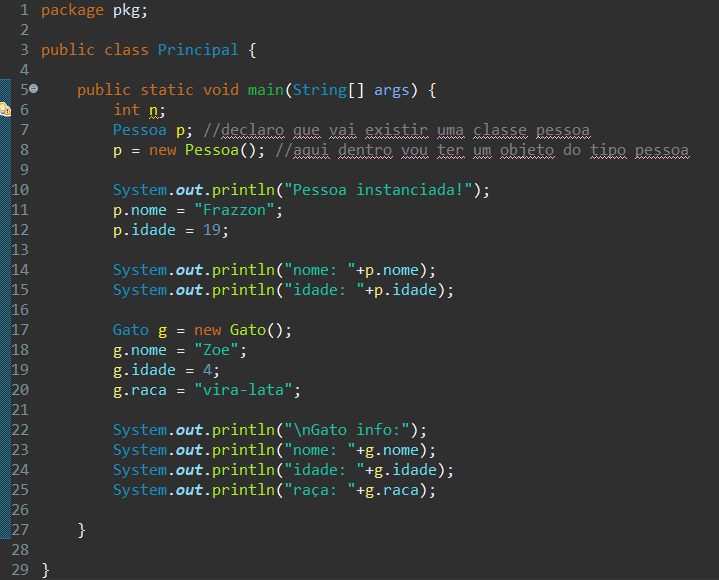 1 package pkg;
2
3 public class Principal {
4
5 public static void main(String[] args) {
6 int n;
7 Pessoa p; //declaro que vai existir uma classe pessoa
8 p = new Pessoa(); //aqui dentro vou ter um objeto do tipo pessoa
9
10 System.out.println("Pessoa instanciada!");
11 p.nome = "Frazzon";
12 p.idade = 19;
13
14 System.out.println("nome: "+p.nome);
15 System.out.println("idade: "+p.idade);
16
17 Gato g = new Gato();
18 g.nome = "Zoe";
19 g.idade = 4;
20 g.raca = "vira-lata";
21
22 System.out.println("\nGato info:");
23 System.out.println("nome: "+g.nome);
24 System.out.println("idade: "+g.idade);
25 System.out.println("raça: "+g.raca);
26
27 }
28
29 }